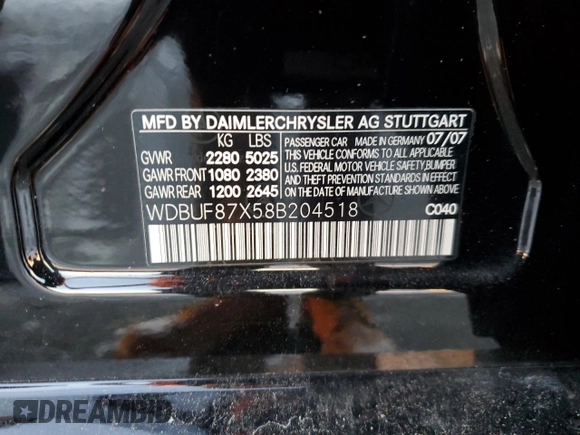 MFD BY DAIMLERCHRYSLER AG STUTTGART
KG LBS
GVWR 2280 5025
GAWR FRONT 1080 2380
GAWR REAR 1200 2645
PASSENGER CAR MADE IN GERMANY 07/07
THIS VEHICLE CONFORMS TO ALL APPLICABLE
U.S. FEDERAL MOTOR VEHICLE SAFETY, BUMPER
AND THEFT PREVENTION STANDARDS IN EFFECT
ON THE DATE OF MANUFACTURE SHOWN ABOVE.
WDBUF87X58B204518 C040
DREAMBID